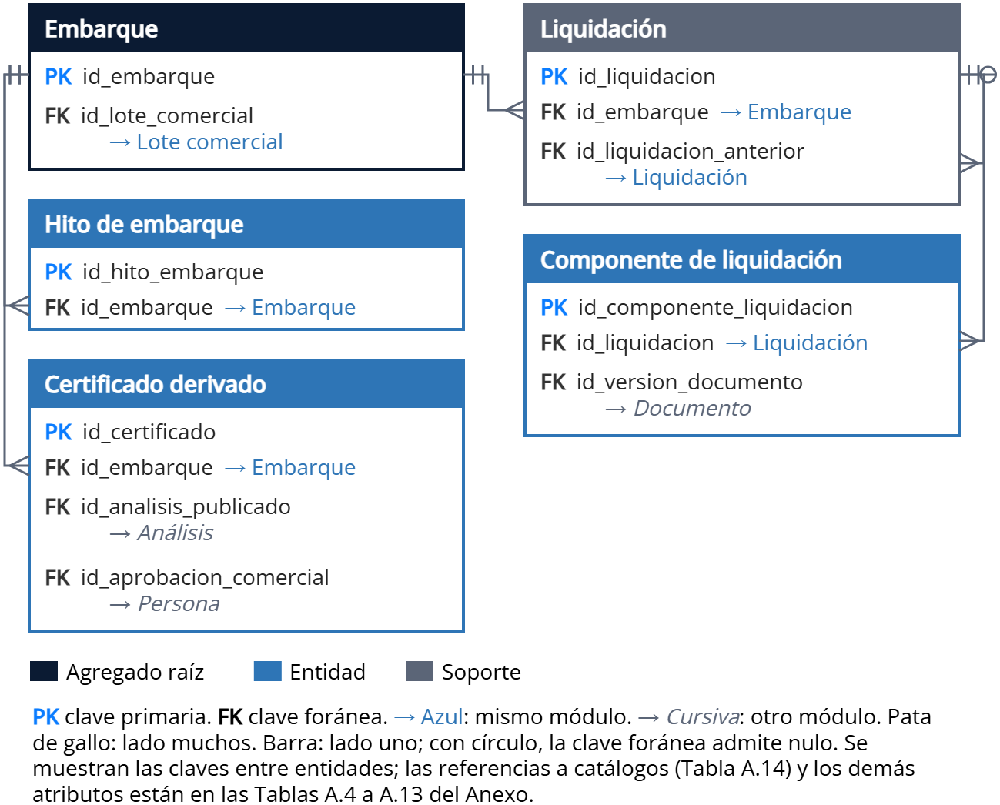 Embarque
PK id_embarque
FK id_lote_comercial
→ Lote comercial
Hito de embarque
PK id_hito_embarque
FK id_embarque → Embarque
Certificado derivado
PK id_certificado
FK id_embarque → Embarque
FK id_analisis_publicado
→ Análisis
FK id_aprobacion_comercial
→ Persona
Liquidación
PK id_liquidacion
FK id_embarque → Embarque
FK id_liquidacion_anterior
→ Liquidación
Componente de liquidación
PK id_componente_liquidacion
FK id_liquidacion → Liquidación
FK id_version_documento
→ Documento
Agregado raíz
Entidad
Soporte
PK clave primaria. FK clave foránea. → Azul: mismo módulo. → Cursiva: otro módulo. Pata
de gallo: lado muchos. Barra: lado uno; con círculo, la clave foránea admite nulo. Se
muestran las claves entre entidades; las referencias a catálogos (Tabla A.14) y los demás
atributos están en las Tablas A.4 a A.13 del Anexo.